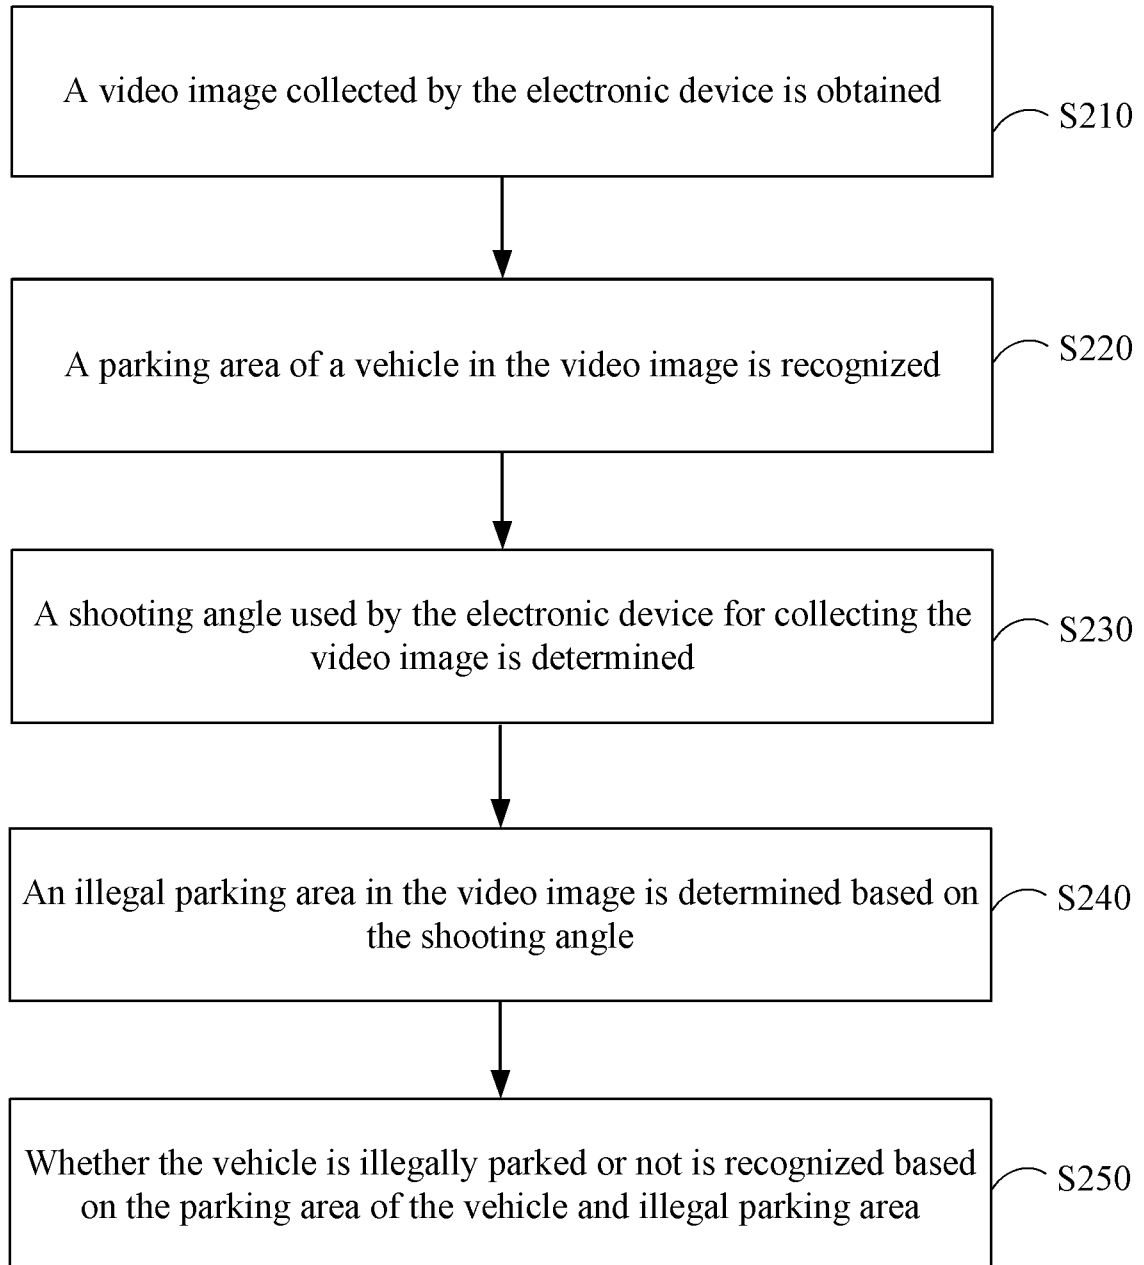 A video image collected by the electronic device is obtained
S210
A parking area of a vehicle in the video image is recognized
S220
A shooting angle used by the electronic device for collecting the
video image is determined
S230
An illegal parking area in the video image is determined based on
the shooting angle
S240
Whether the vehicle is illegally parked or not is recognized based
on the parking area of the vehicle and illegal parking area
S250